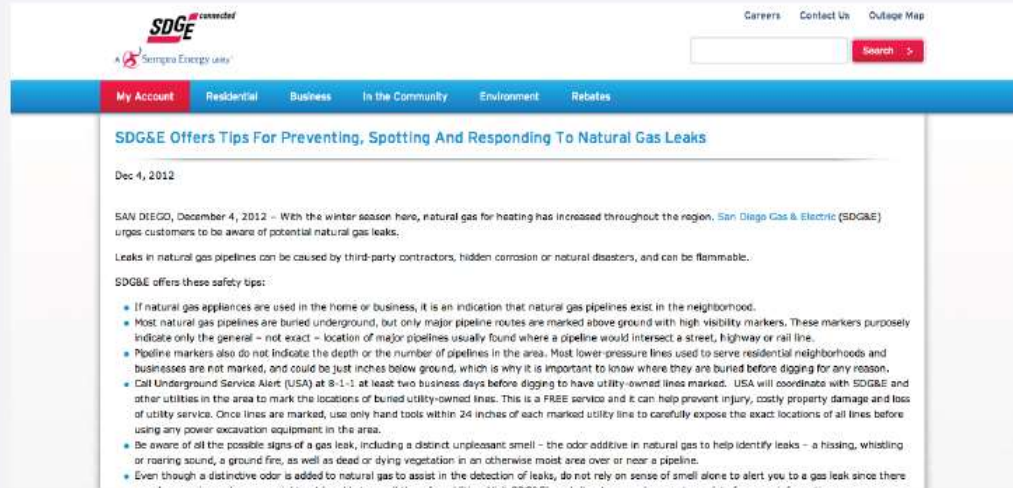 SDGE connected
A Sempra Energy utility
Careers Contact Us Outage Map
Search >
My Account Residential Business In the Community Environment Rebates
SDG&E Offers Tips For Preventing, Spotting And Responding To Natural Gas Leaks
Dec 4, 2012
SAN DIEGO, December 4, 2012 – With the winter season here, natural gas for heating has increased throughout the region. San Diego Gas & Electric (SDG&E)
urges customers to be aware of potential natural gas leaks.
Leaks in natural gas pipelines can be caused by third-party contractors, hidden corrosion or natural disasters, and can be flammable.
SDG&E offers these safety tips:
• If natural gas appliances are used in the home or business, it is an indication that natural gas pipelines exist in the neighborhood.
• Most natural gas pipelines are buried underground, but only major pipeline routes are marked above ground with high visibility markers. These markers purposely
indicate only the general – not exact – location of major pipelines usually found where a pipeline would intersect a street, highway or rail line.
• Pipeline markers also do not indicate the depth or the number of pipelines in the area. Most lower-pressure lines used to serve residential neighborhoods and
businesses are not marked, and could be just inches below ground, which is why it is important to know where they are buried before digging for any reason.
• Call Underground Service Alert (USA) at 8-1-1 at least two business days before digging to have utility-owned lines marked. USA will coordinate with SDG&E and
other utilities in the area to mark the locations of buried utility-owned lines. This is a FREE service and it can help prevent injury, costly property damage and loss
of utility service. Once lines are marked, use only hand tools within 24 inches of each marked utility line to carefully expose the exact locations of all lines before
using any power excavation equipment in the area.
• Be aware of all the possible signs of a gas leak, including a distinct unpleasant smell – the odor additive in natural gas to help identify leaks – a hissing, whistling
or roaring sound, a ground fire, as well as dead or dying vegetation in an otherwise moist area over or near a pipeline.
• Even though a distinctive odor is added to natural gas to assist in the detection of leaks, do not rely on sense of smell alone to alert you to a gas leak since there